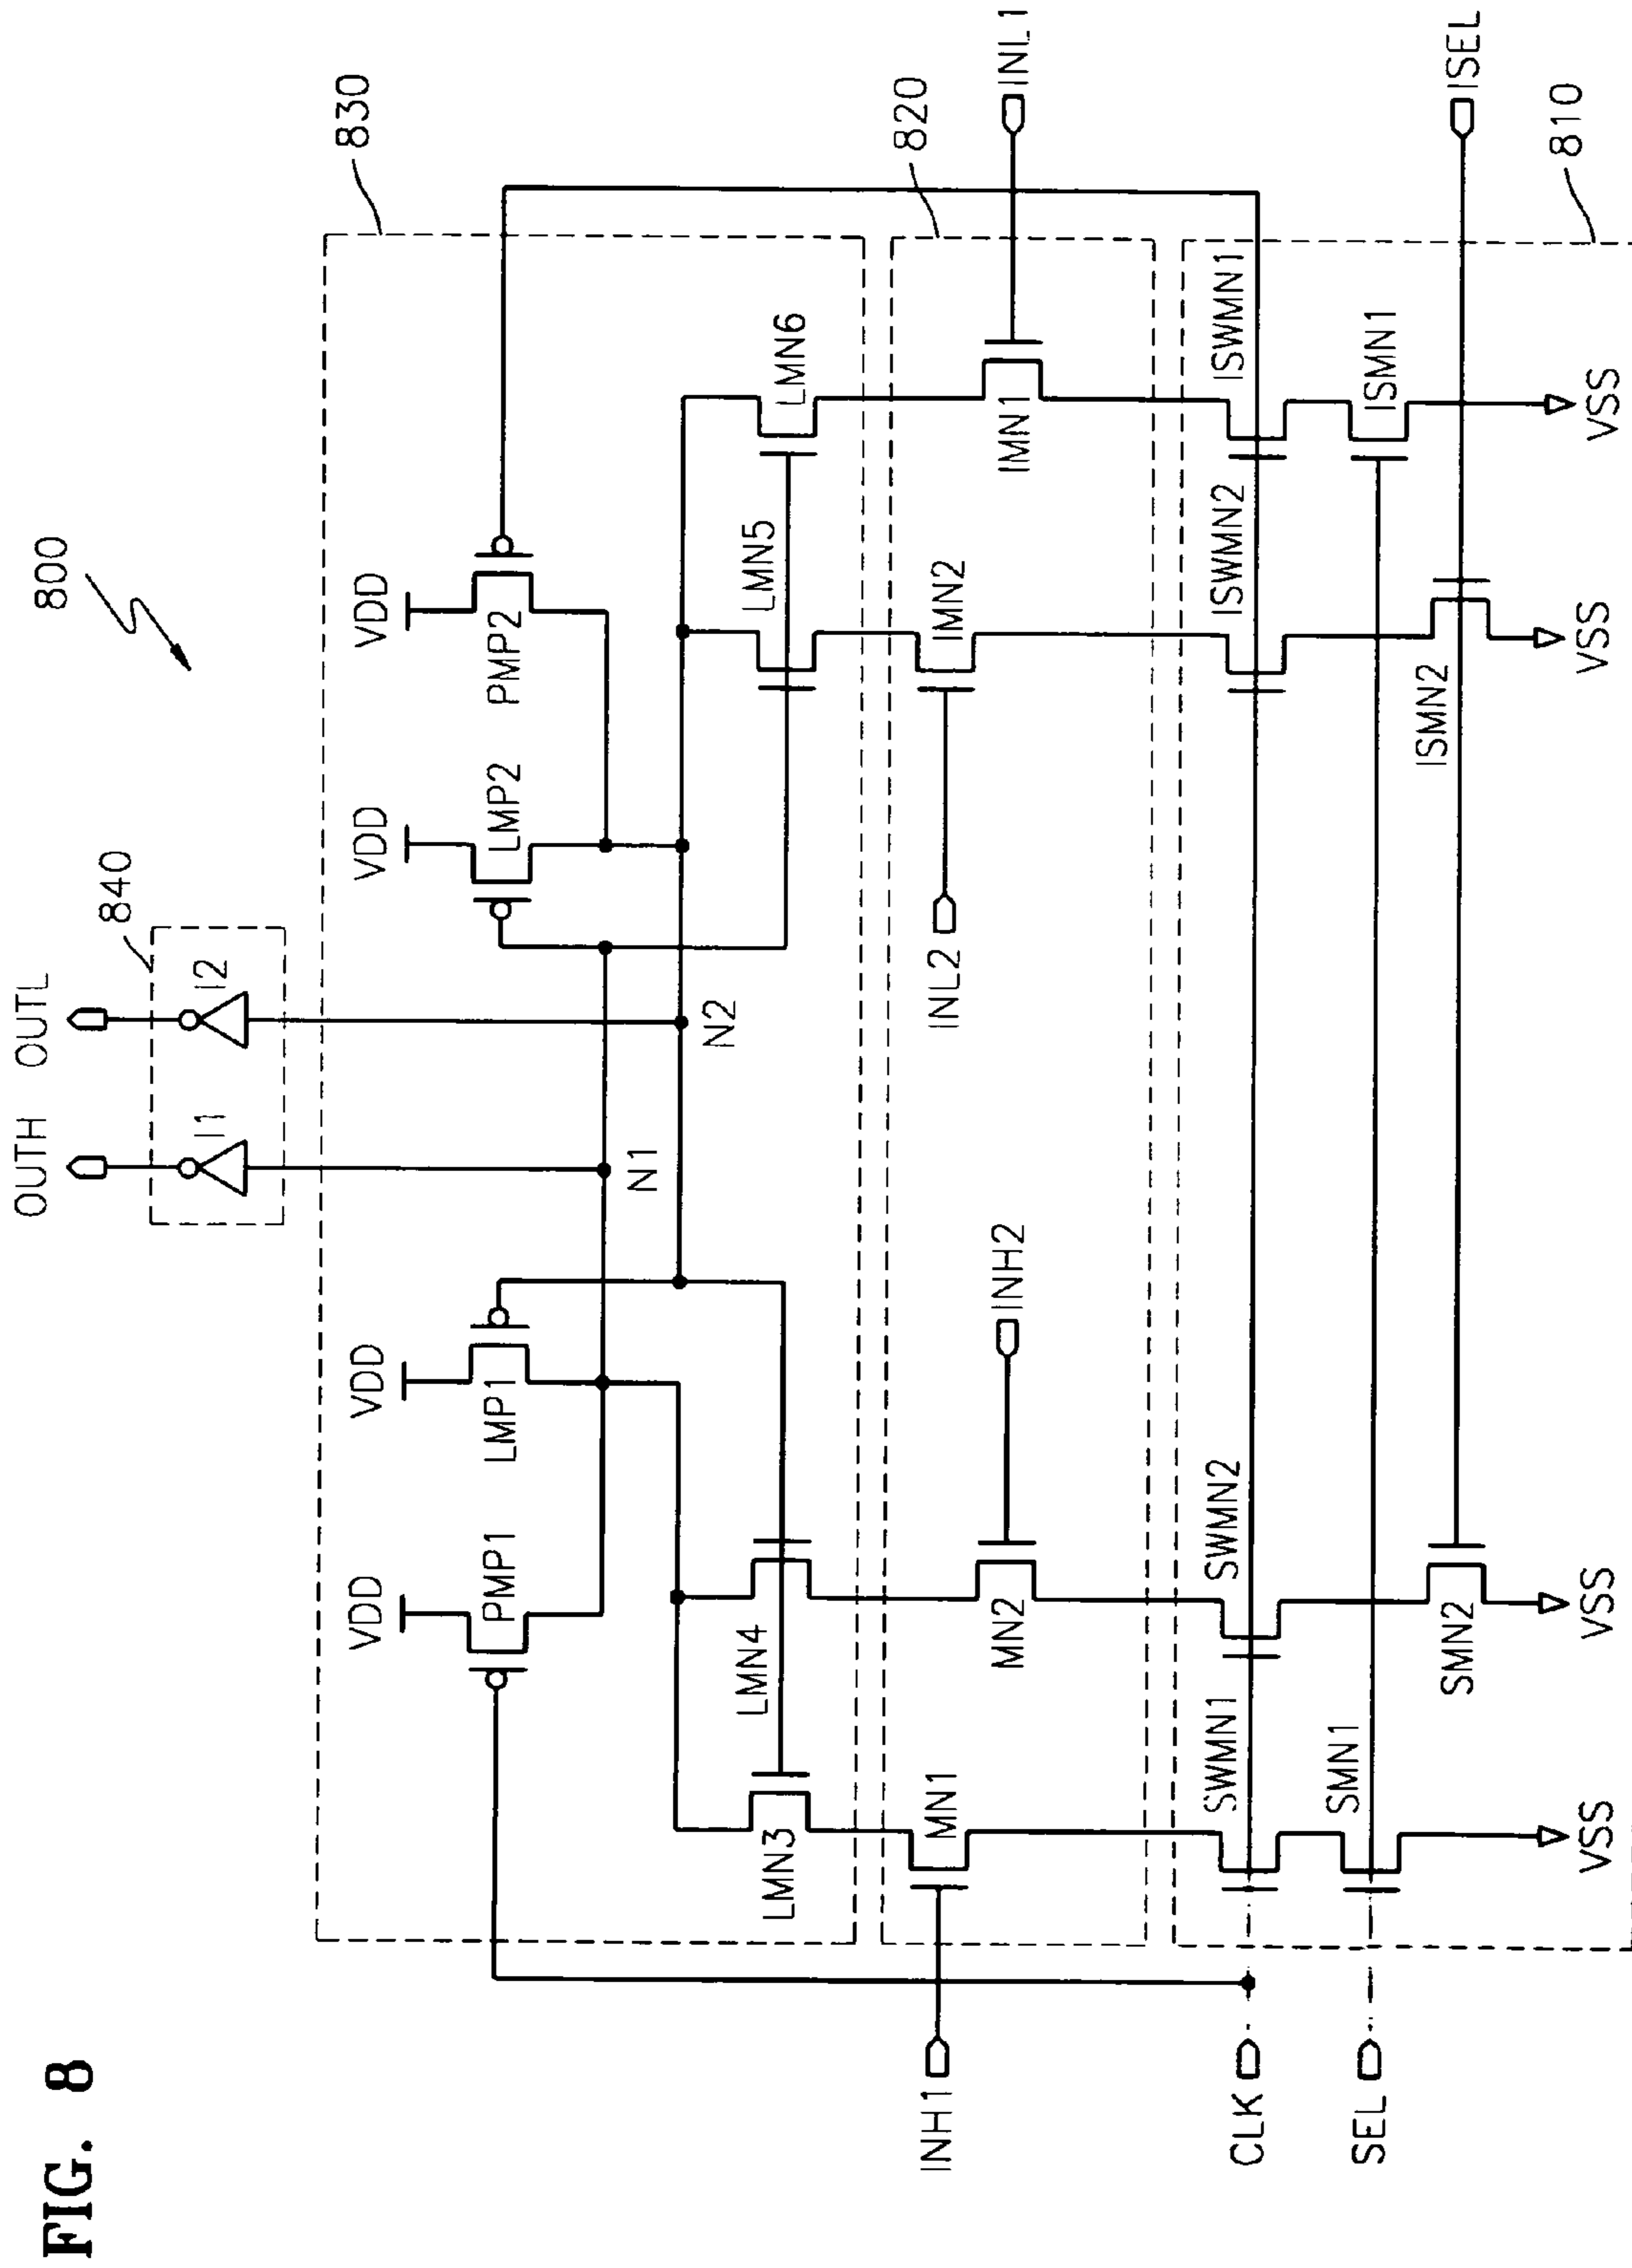 FIG. 8
800
OUTH OUTL
840
I1 I2
830
VDD VDD VDD VDD
PMP1 LMP1 LMP2 PMP2
N1
N2
LMN3 LMN4 LMN5 LMN6
820
INH1 MN1 MN2 INH2 INL2 IMN2 IMN1 INL1
CLK SWMN1 SWMN2 ISWMN2 ISWMN1
SEL SMN1 ISMN1
SMN2 ISMN2 ISEL
810
VSS VSS VSS VSS